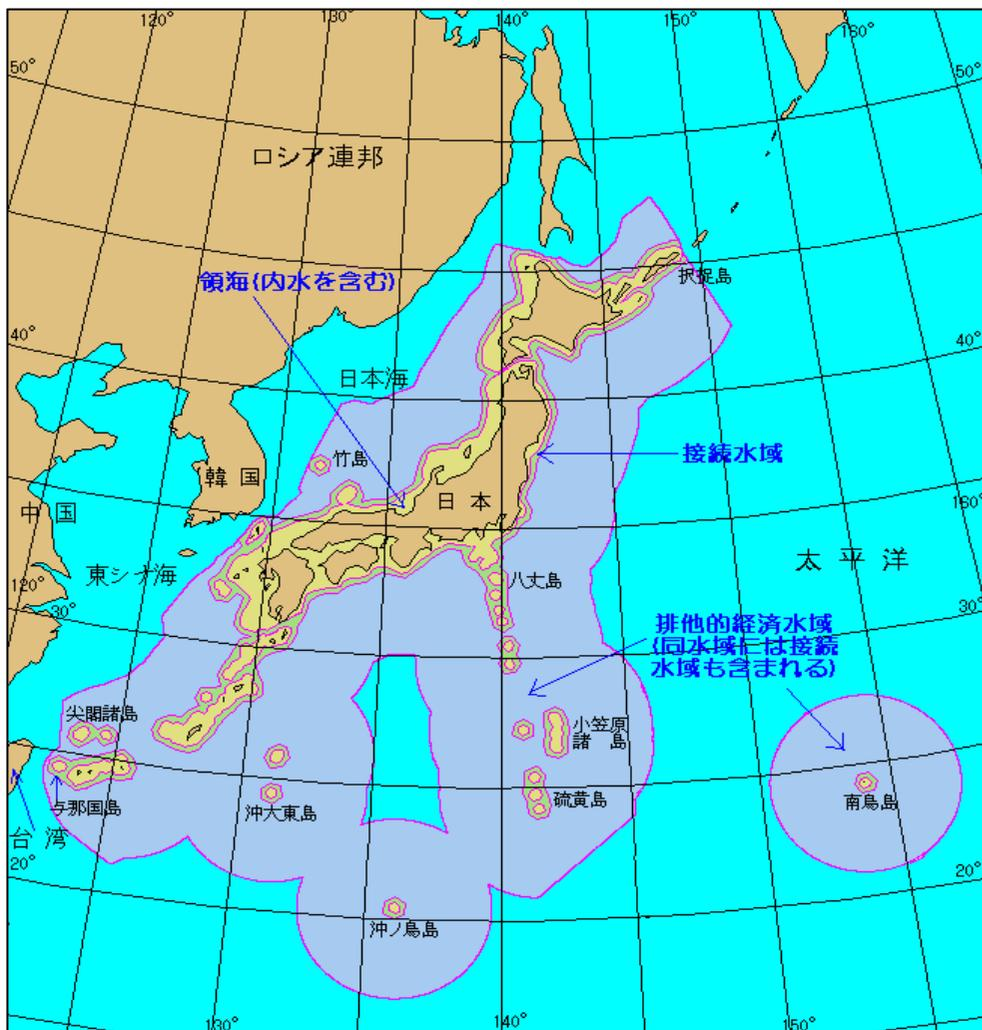 120°
130°
140°
150°
160°
50°
50°
ロシア連邦
領海(内水を含む)
択捉島
40°
40°
日本海
竹島
接続水域
韓国
日本
中国
160°
東シナ海
太平洋
120°
八丈島
30°
30°
排他的経済水域
(同水域には接続
水域も含まれる)
尖閣諸島
小笠原
諸島
与那国島
沖大東島
硫黄島
南鳥島
台湾
20°
20°
沖ノ鳥島
130°
140°
150°